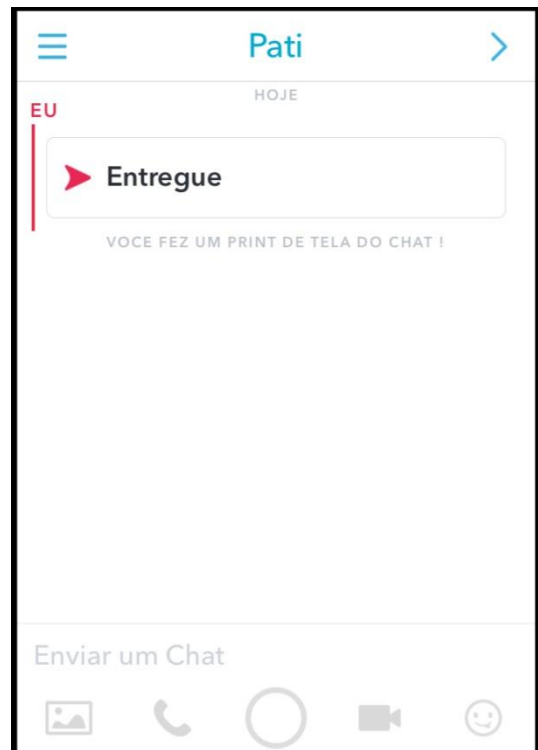 Pati
HOJE
EU
Entregue
VOCE FEZ UM PRINT DE TELA DO CHAT !
Enviar um Chat